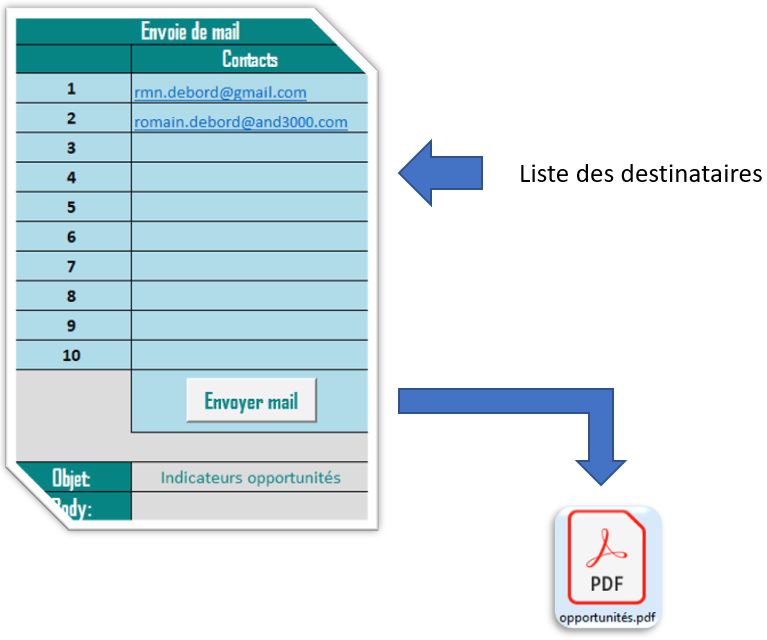 Envoie de mail
Contacts
1 rmn.debord@gmail.com
2 romain.debord@and3000.com
3
4
5
6
7
8
9
10
Envoyer mail
Objet: Indicateurs opportunités
Body:
Liste des destinataires
PDF
opportunités.pdf